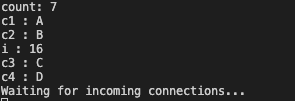 count: 7
c1 : A
c2 : B
i : 16
c3 : C
c4 : D
Waiting for incoming connections...